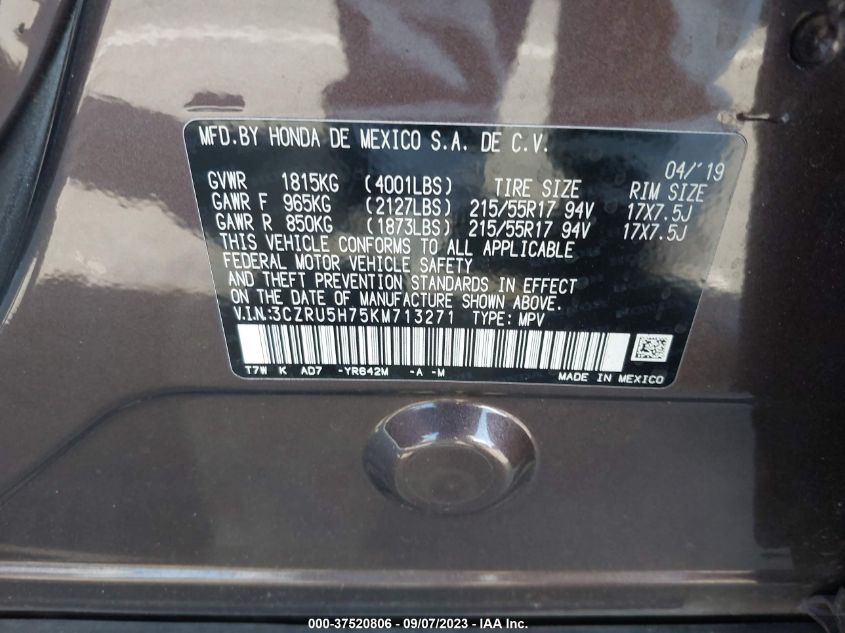 MFD.BY HONDA DE MEXICO S.A. DE C.V.
04/'19
GVWR 1815KG (4001LBS) TIRE SIZE RIM SIZE
GAWR F 965KG (2127LBS) 215/55R17 94V 17X7.5J
GAWR R 850KG (1873LBS) 215/55R17 94V 17X7.5J
THIS VEHICLE CONFORMS TO ALL APPLICABLE
FEDERAL MOTOR VEHICLE SAFETY
AND THEFT PREVENTION STANDARDS IN EFFECT
ON THE DATE OF MANUFACTURE SHOWN ABOVE.
V.I.N:3CZRU5H75KM713271 TYPE: MPV
T7W K AD7 -YR642M -A -M
MADE IN MEXICO
000-37520806 - 09/07/2023 - IAA Inc.